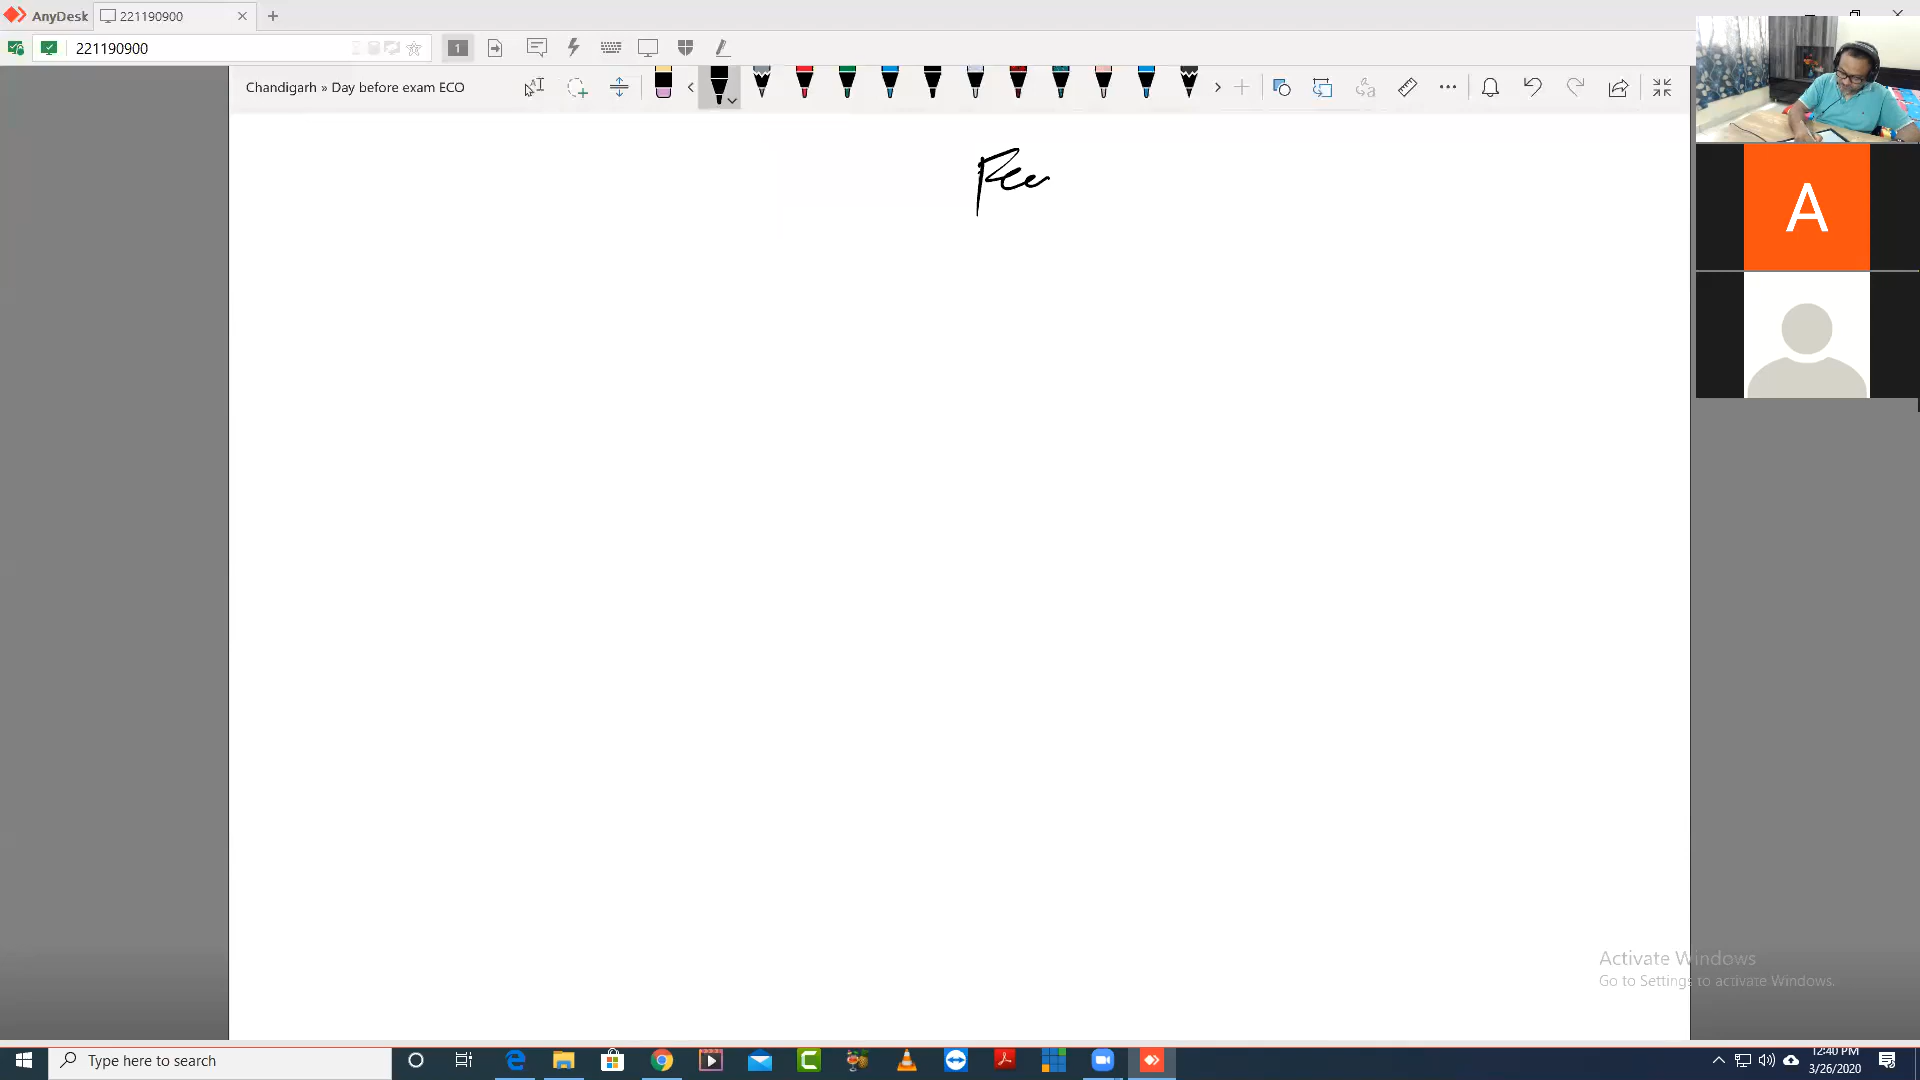 AnyDesk 221190900
221190900 1
Chandigarh » Day before exam ECO
A
Activate Windows
Go to Settings to activate Windows.
Type here to search
12:40 PM
3/26/2020